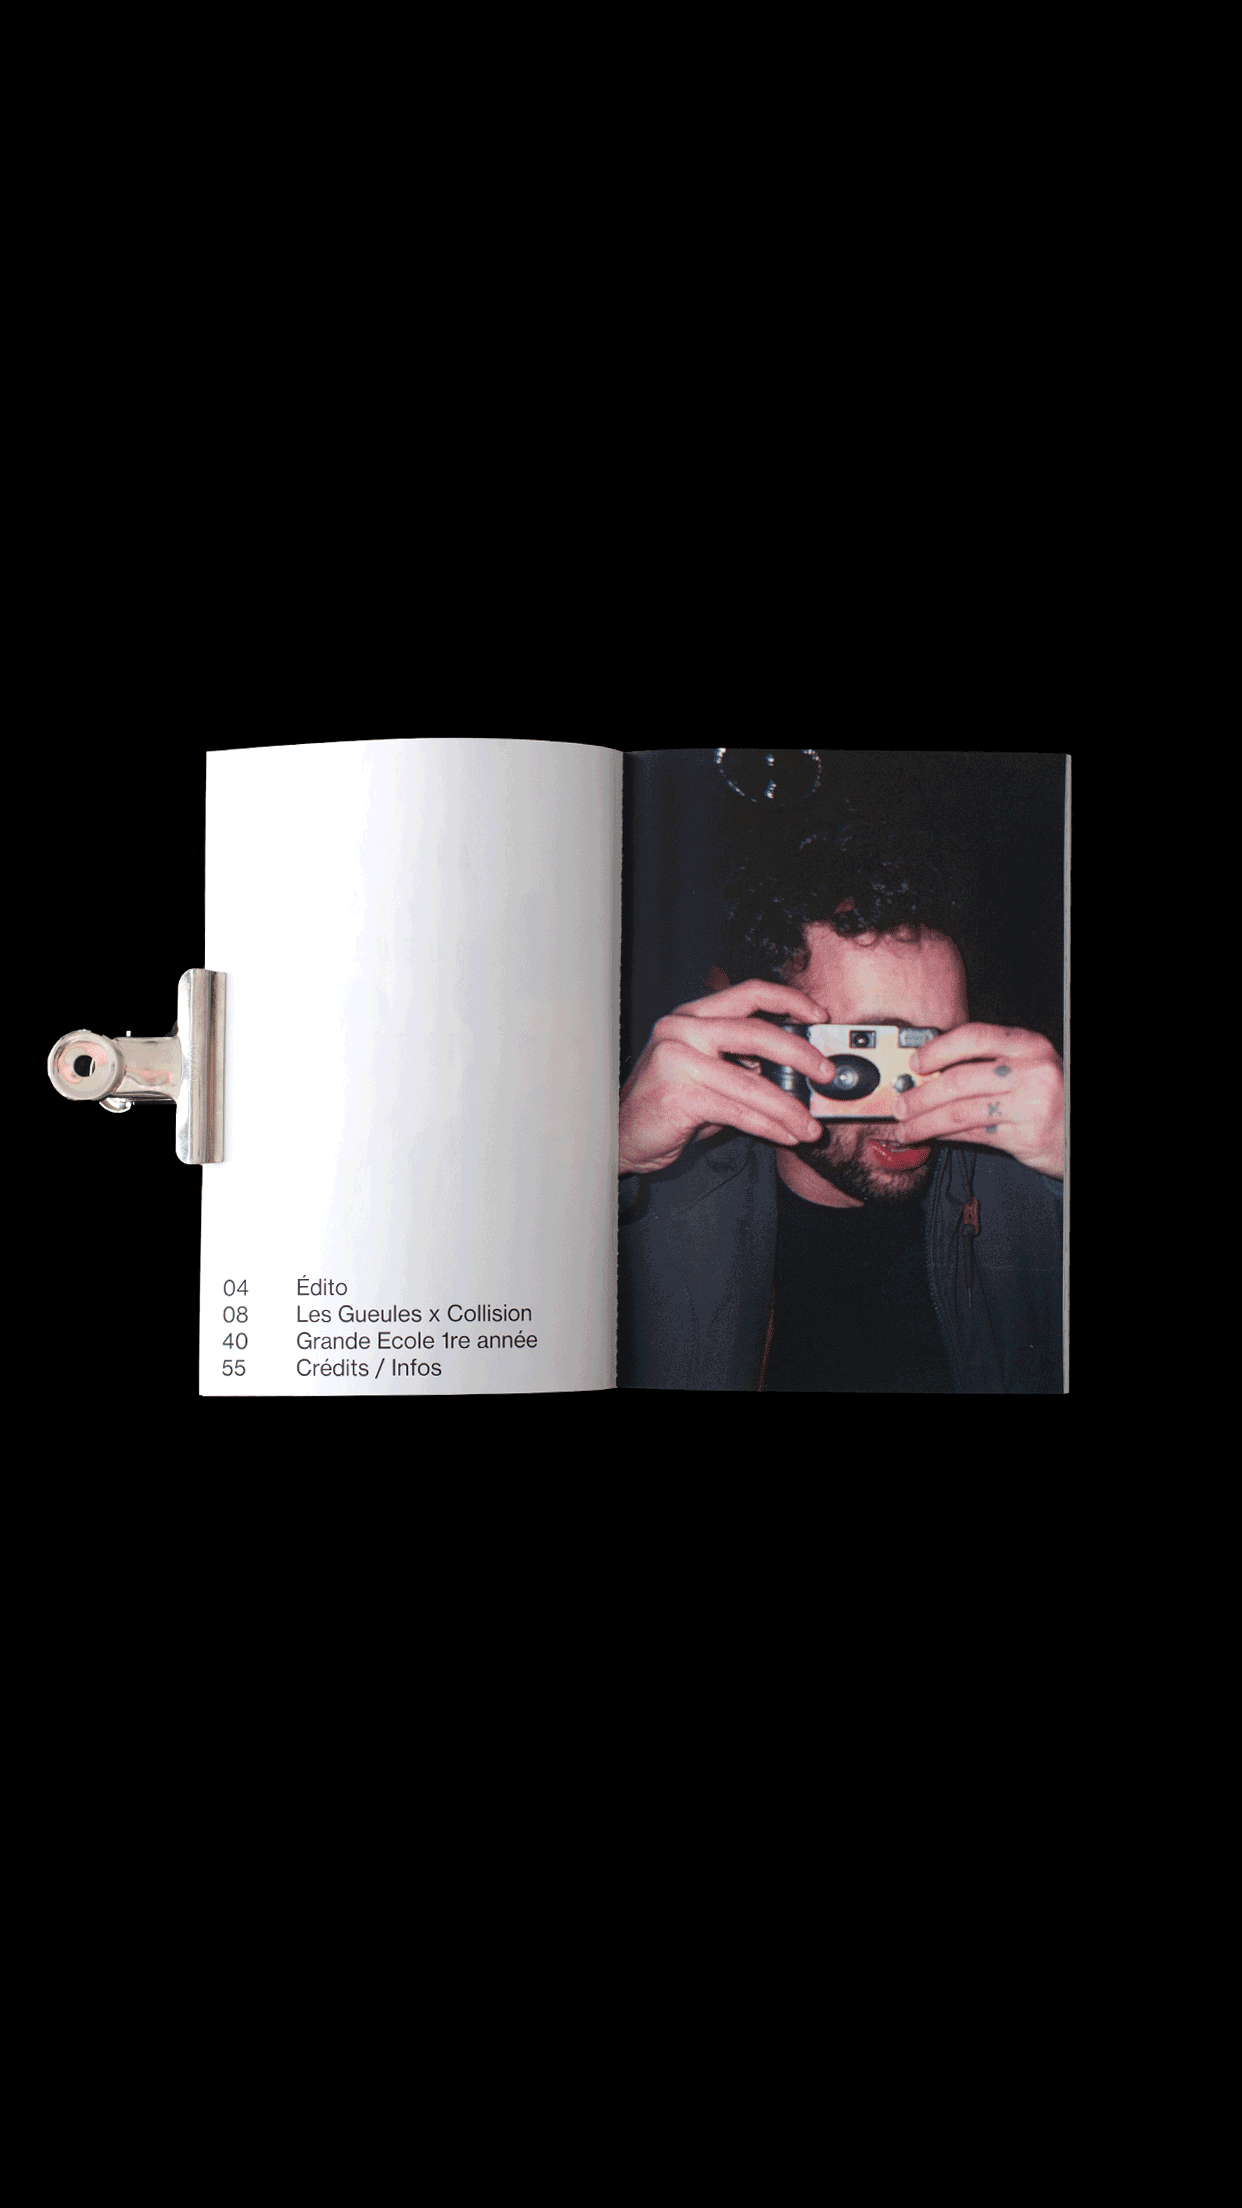 04 Édito
08 Les Gueules x Collision
40 Grande Ecole 1re année
55 Crédits / Infos
K